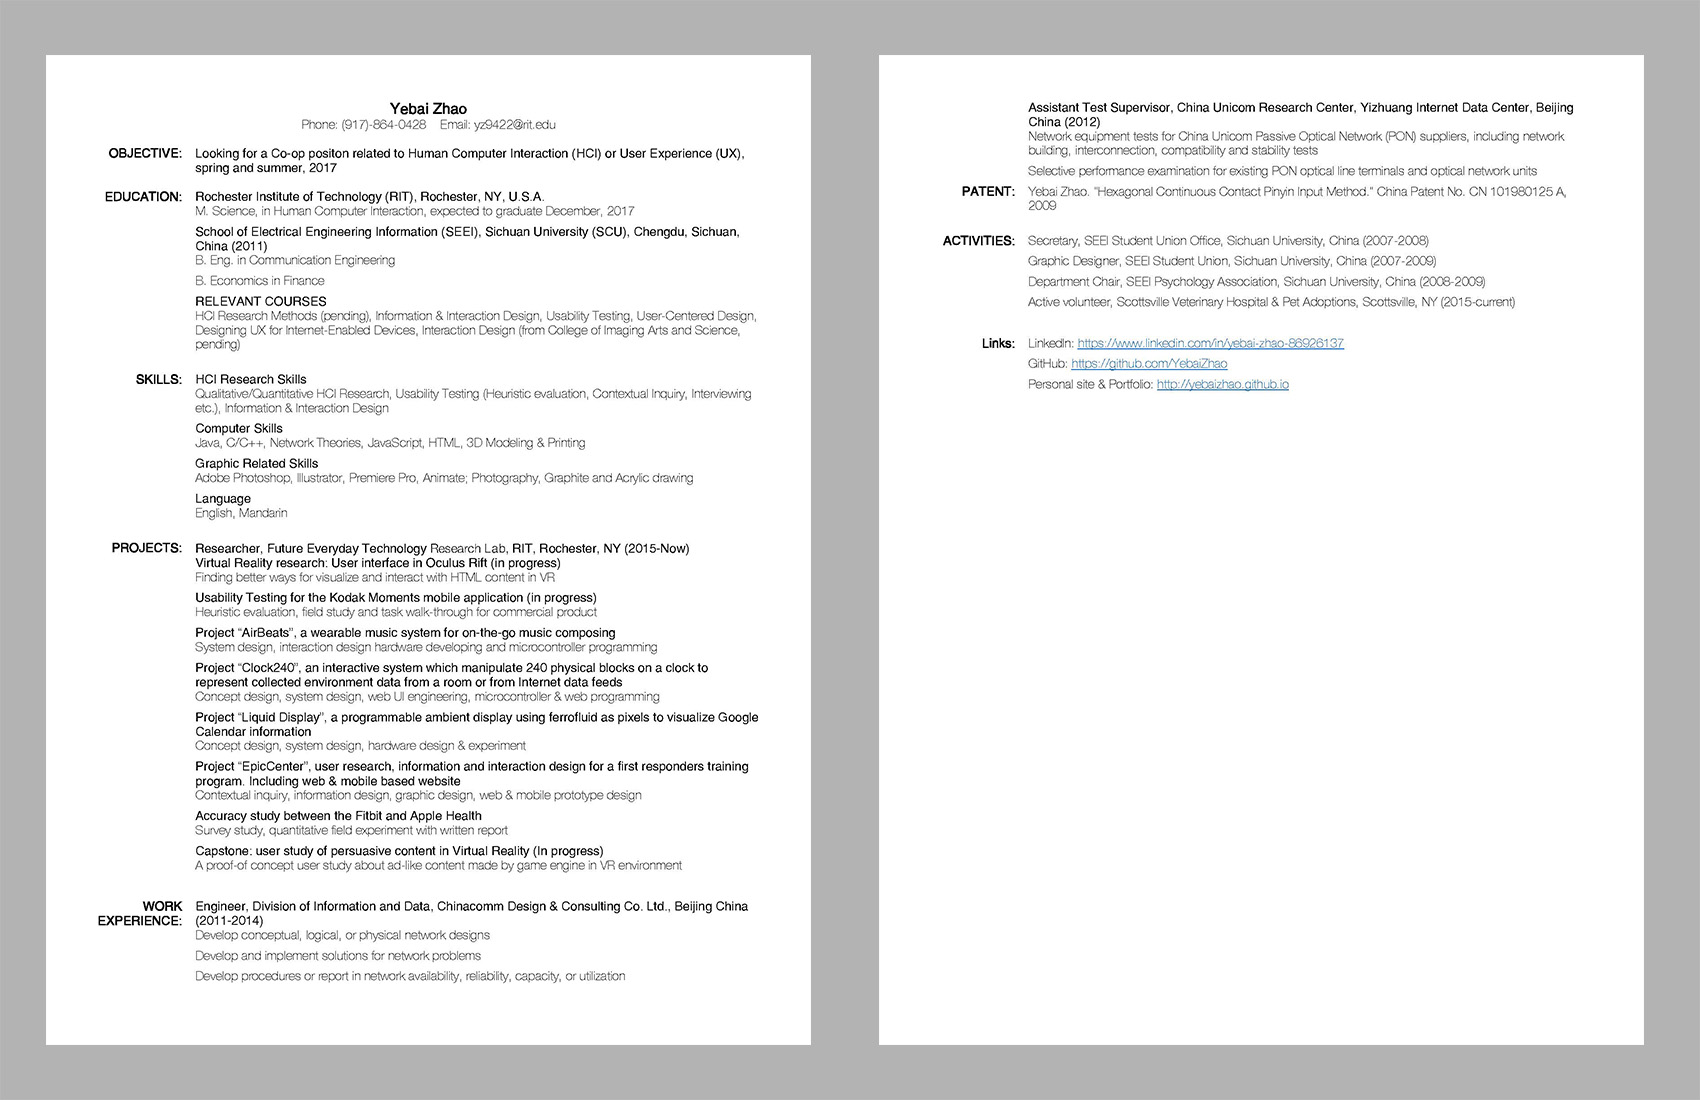 Yebai Zhao
Phone: (917)-864-0428 Email: yz9422@rit.edu
OBJECTIVE: Looking for a Co-op positon related to Human Computer Interaction (HCI) or User Experience (UX),
spring and summer, 2017
EDUCATION: Rochester Institute of Technology (RIT), Rochester, NY, U.S.A.
M. Science, in Human Computer Interaction, expected to graduate December, 2017
School of Electrical Engineering Information (SEEI), Sichuan University (SCU), Chengdu, Sichuan,
China (2011)
B. Eng. in Communication Engineering
B. Economics in Finance
RELEVANT COURSES
HCI Research Methods (pending), Information & Interaction Design, Usability Testing, User-Centered Design,
Designing UX for Internet-Enabled Devices, Interaction Design (from College of Imaging Arts and Science,
pending)
SKILLS: HCI Research Skills
Qualitative/Quantitative HCI Research, Usability Testing (Heuristic evaluation, Contextual Inquiry, Interviewing
etc.), Information & Interaction Design
Computer Skills
Java, C/C++, Network Theories, JavaScript, HTML, 3D Modeling & Printing
Graphic Related Skills
Adobe Photoshop, Illustrator, Premiere Pro, Animate; Photography, Graphite and Acrylic drawing
Language
English, Mandarin
PROJECTS: Researcher, Future Everyday Technology Research Lab, RIT, Rochester, NY (2015-Now)
Virtual Reality research: User interface in Oculus Rift (in progress)
Finding better ways for visualize and interact with HTML content in VR
Usability Testing for the Kodak Moments mobile application (in progress)
Heuristic evaluation, field study and task walk-through for commercial product
Project “AirBeats”, a wearable music system for on-the-go music composing
System design, interaction design hardware developing and microcontroller programming
Project “Clock240”, an interactive system which manipulate 240 physical blocks on a clock to
represent collected environment data from a room or from Internet data feeds
Concept design, system design, web UI engineering, microcontroller & web programming
Project “Liquid Display”, a programmable ambient display using ferrofluid as pixels to visualize Google
Calendar information
Concept design, system design, hardware design & experiment
Project “EpicCenter”, user research, information and interaction design for a first responders training
program. Including web & mobile based website
Contextual inquiry, information design, graphic design, web & mobile prototype design
Accuracy study between the Fitbit and Apple Health
Survey study, quantitative field experiment with written report
Capstone: user study of persuasive content in Virtual Reality (In progress)
A proof-of concept user study about ad-like content made by game engine in VR environment
WORK Engineer, Division of Information and Data, Chinacomm Design & Consulting Co. Ltd., Beijing China
EXPERIENCE: (2011-2014)
Develop conceptual, logical, or physical network designs
Develop and implement solutions for network problems
Develop procedures or report in network availability, reliability, capacity, or utilization
Assistant Test Supervisor, China Unicom Research Center, Yizhuang Internet Data Center, Beijing
China (2012)
Network equipment tests for China Unicom Passive Optical Network (PON) suppliers, including network
building, interconnection, compatibility and stability tests
Selective performance examination for existing PON optical line terminals and optical network units
PATENT: Yebai Zhao. “Hexagonal Continuous Contact Pinyin Input Method.” China Patent No. CN 101980125 A,
2009
ACTIVITIES: Secretary, SEEI Student Union Office, Sichuan University, China (2007-2008)
Graphic Designer, SEEI Student Union, Sichuan University, China (2007-2009)
Department Chair, SEEI Psychology Association, Sichuan University, China (2008-2009)
Active volunteer, Scottsville Veterinary Hospital & Pet Adoptions, Scottsville, NY (2015-current)
Links: LinkedIn: https://www.linkedin.com/in/yebai-zhao-86926137
GitHub: https://github.com/YebaiZhao
Personal site & Portfolio: http://yebaizhao.github.io